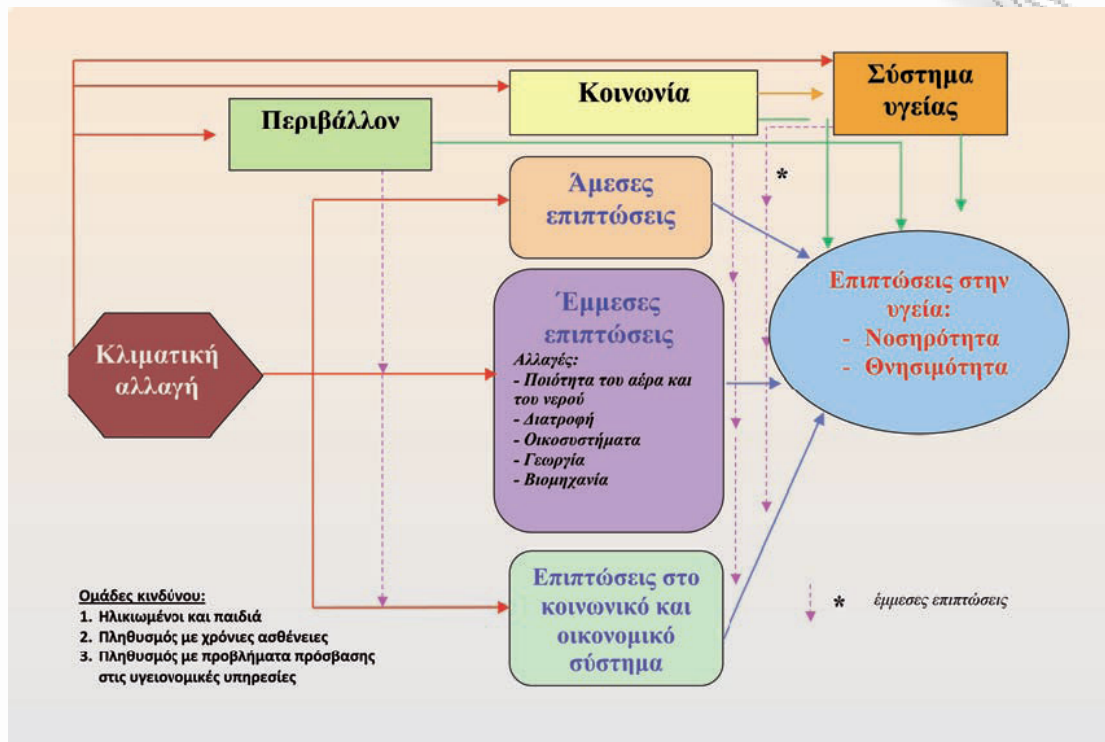 Σύστημα
υγείας
Κοινωνία
Περιβάλλον
Άμεσες
επιπτώσεις
*
Έμμεσες
επιπτώσεις
Αλλαγές:
- Ποιότητα του αέρα και
του νερού
- Διατροφή
- Οικοσυστήματα
- Γεωργία
- Βιομηχανία
Επιπτώσεις στην
υγεία:
- Νοσηρότητα
- Θνησιμότητα
Κλιματική
αλλαγή
Επιπτώσεις στο
κοινωνικό και
οικονομικό
σύστημα
Ομάδες κινδύνου:
1. Ηλικιωμένοι και παιδιά
2. Πληθυσμός με χρόνιες ασθένειες
3. Πληθυσμός με προβλήματα πρόσβασης
στις υγειονομικές υπηρεσίες
* έμμεσες επιπτώσεις